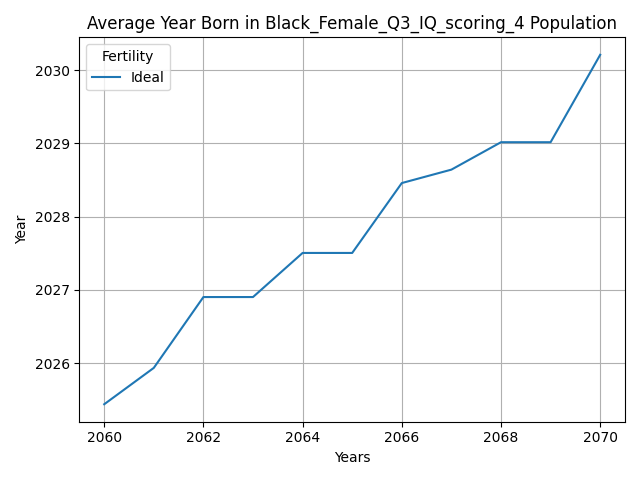 Average Year Born in Black_Female_Q3_IQ_scoring_4 Population
Fertility
Ideal
2030
2029
2028
2027
2026
Year
2060 2062 2064 2066 2068 2070
Years